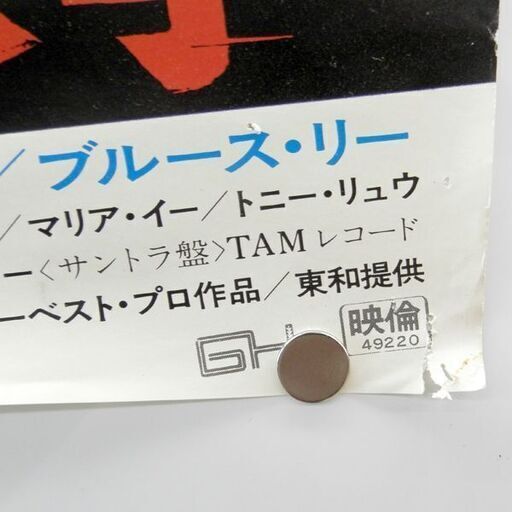 /ブルース・リー
/マリア・イー/トニー・リュウ
ー〈サントラ盤〉TAMレコード
ーベスト・プロ作品/東和提供
GH
映倫
49220